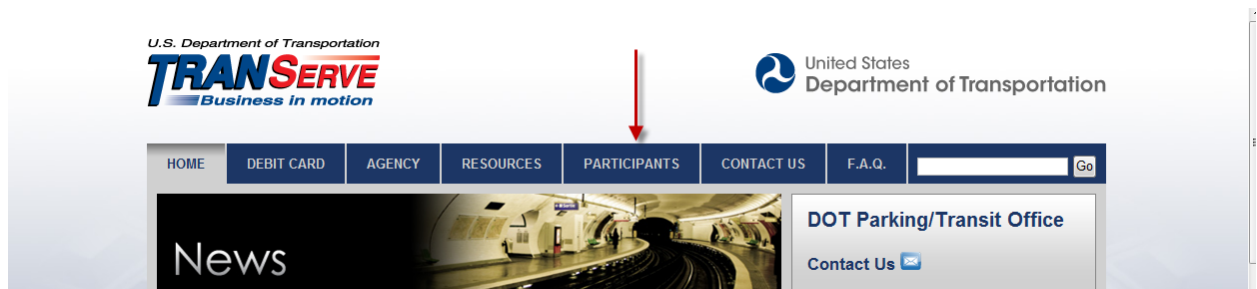 U.S. Department of Transportation
TRANSERVE
Business in motion
United States
Department of Transportation
HOME DEBIT CARD AGENCY RESOURCES PARTICIPANTS CONTACT US F.A.Q. Go
News
DOT Parking/Transit Office
Contact Us